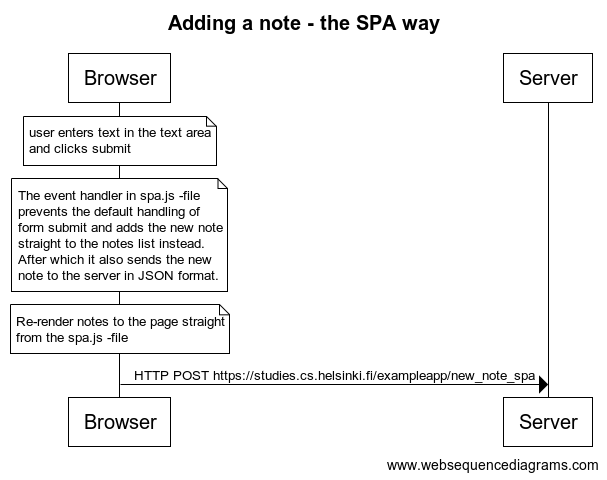 Adding a note - the SPA way
Browser
Server
user enters text in the text area
and clicks submit
The event handler in spa.js -file
prevents the default handling of
form submit and adds the new note
straight to the notes list instead.
After which it also sends the new
note to the server in JSON format.
Re-render notes to the page straight
from the spa.js -file
HTTP POST https://studies.cs.helsinki.fi/exampleapp/new_note_spa
Browser
Server
www.websequencediagrams.com